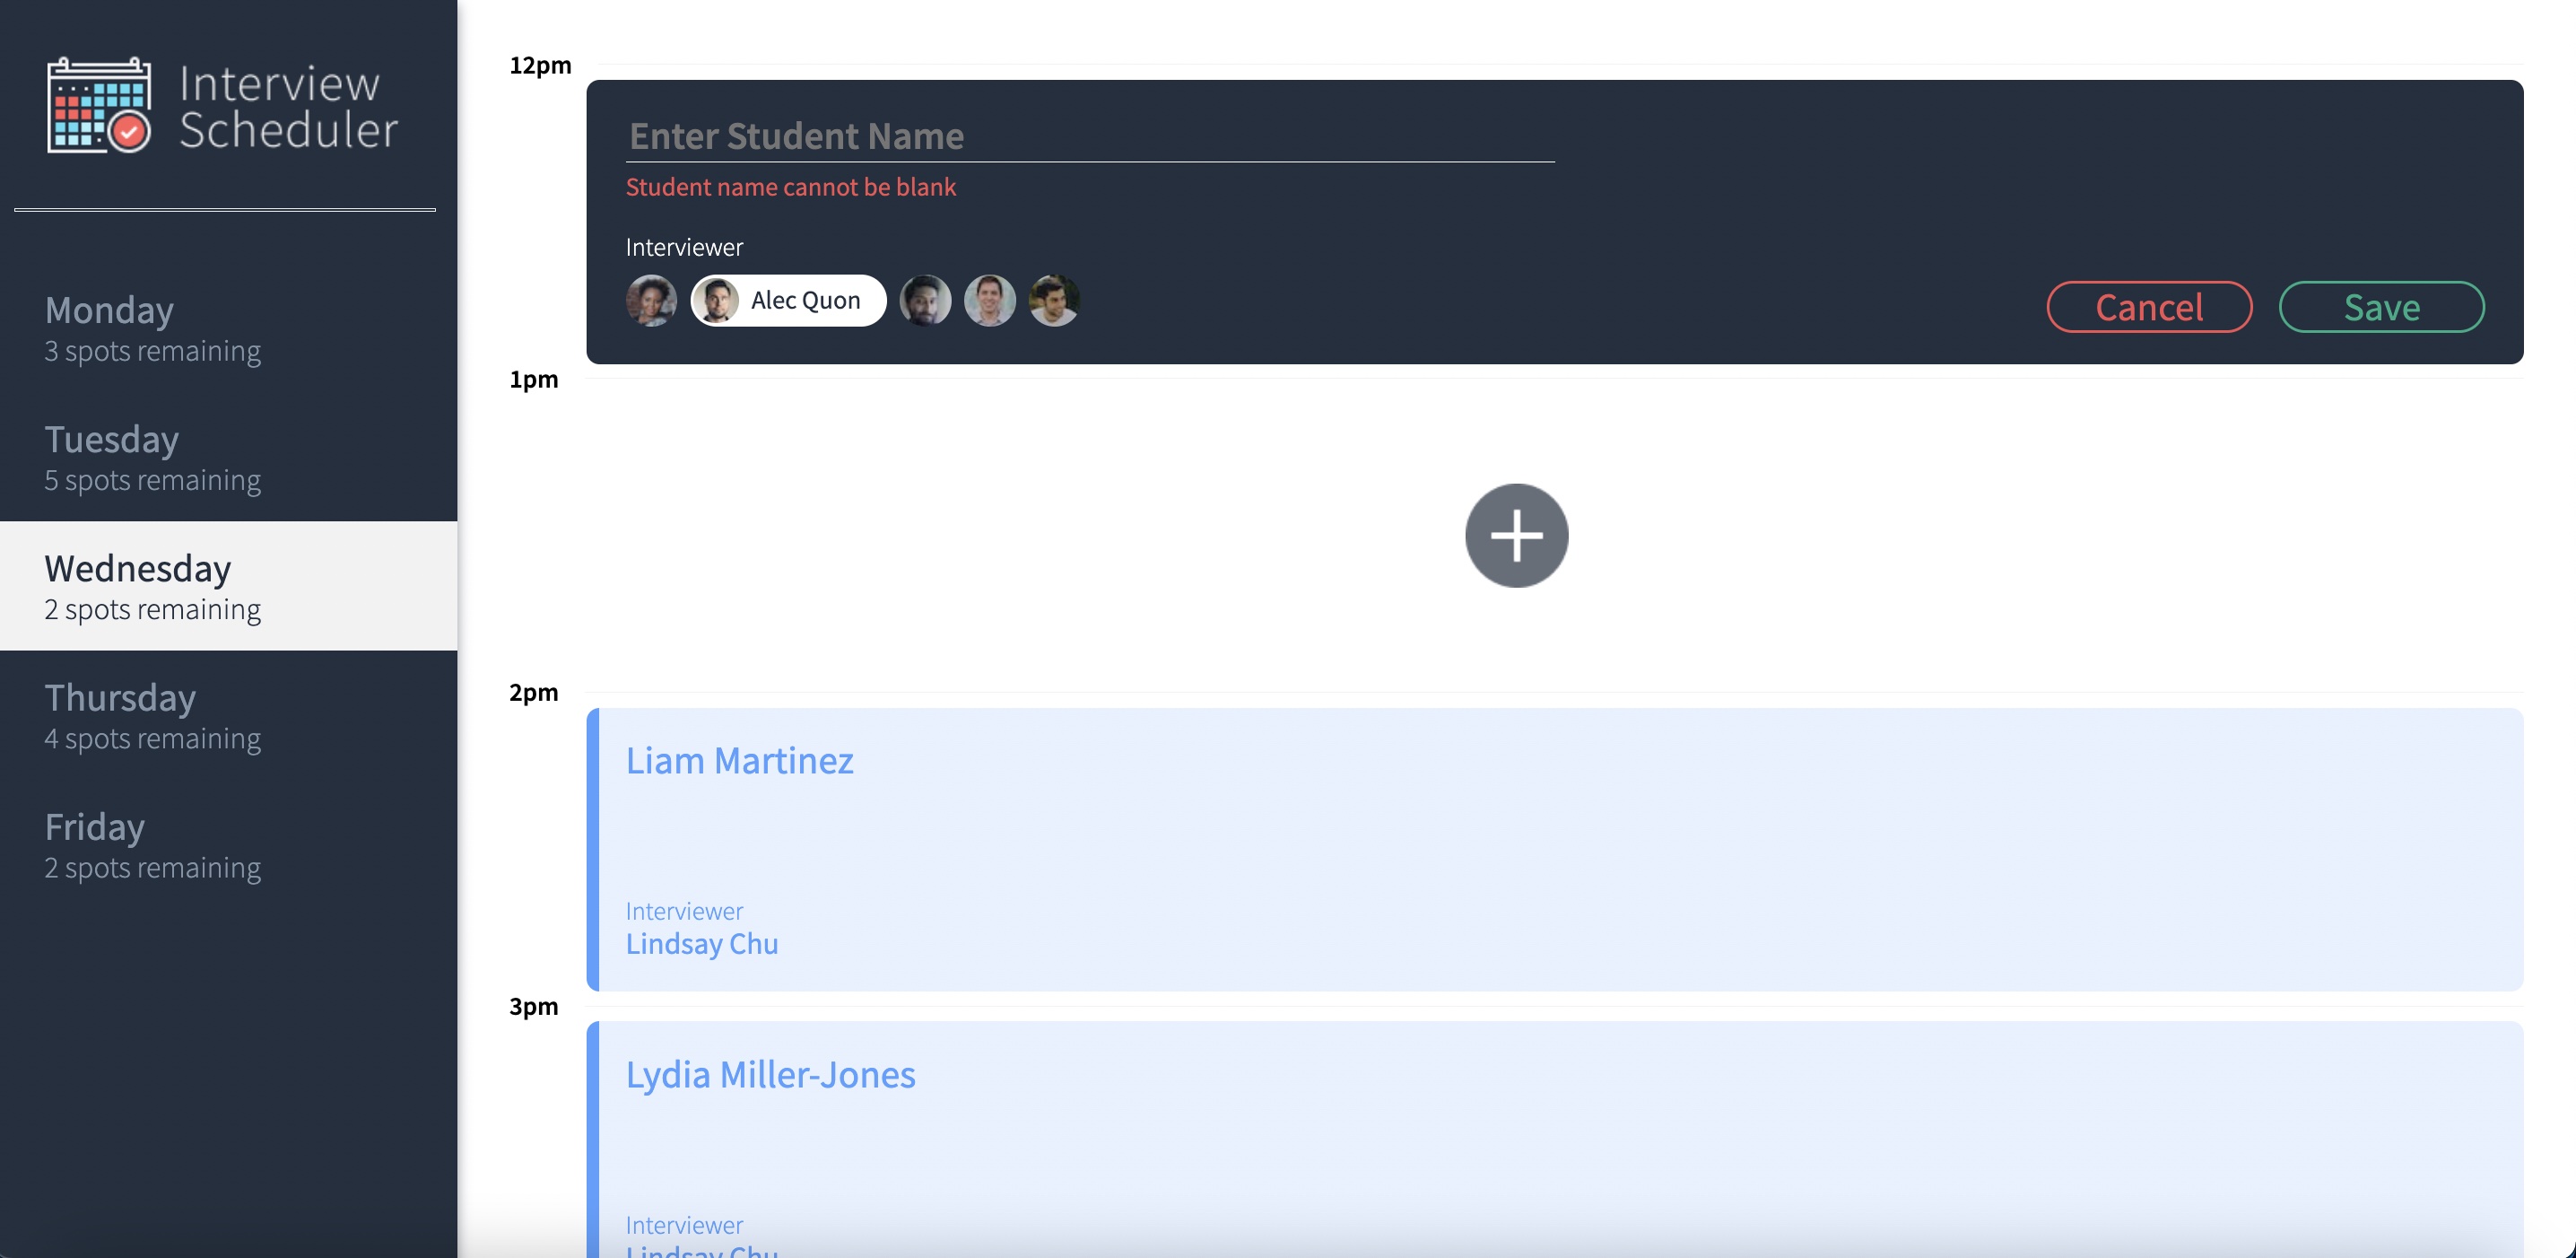 Interview
Scheduler
Monday
3 spots remaining
Tuesday
5 spots remaining
Wednesday
2 spots remaining
Thursday
4 spots remaining
Friday
2 spots remaining
12pm
Enter Student Name
Student name cannot be blank
Interviewer
Alec Quon
Cancel
Save
1pm
2pm
Liam Martinez
Interviewer
Lindsay Chu
3pm
Lydia Miller-Jones
Interviewer
Lindsay Chu